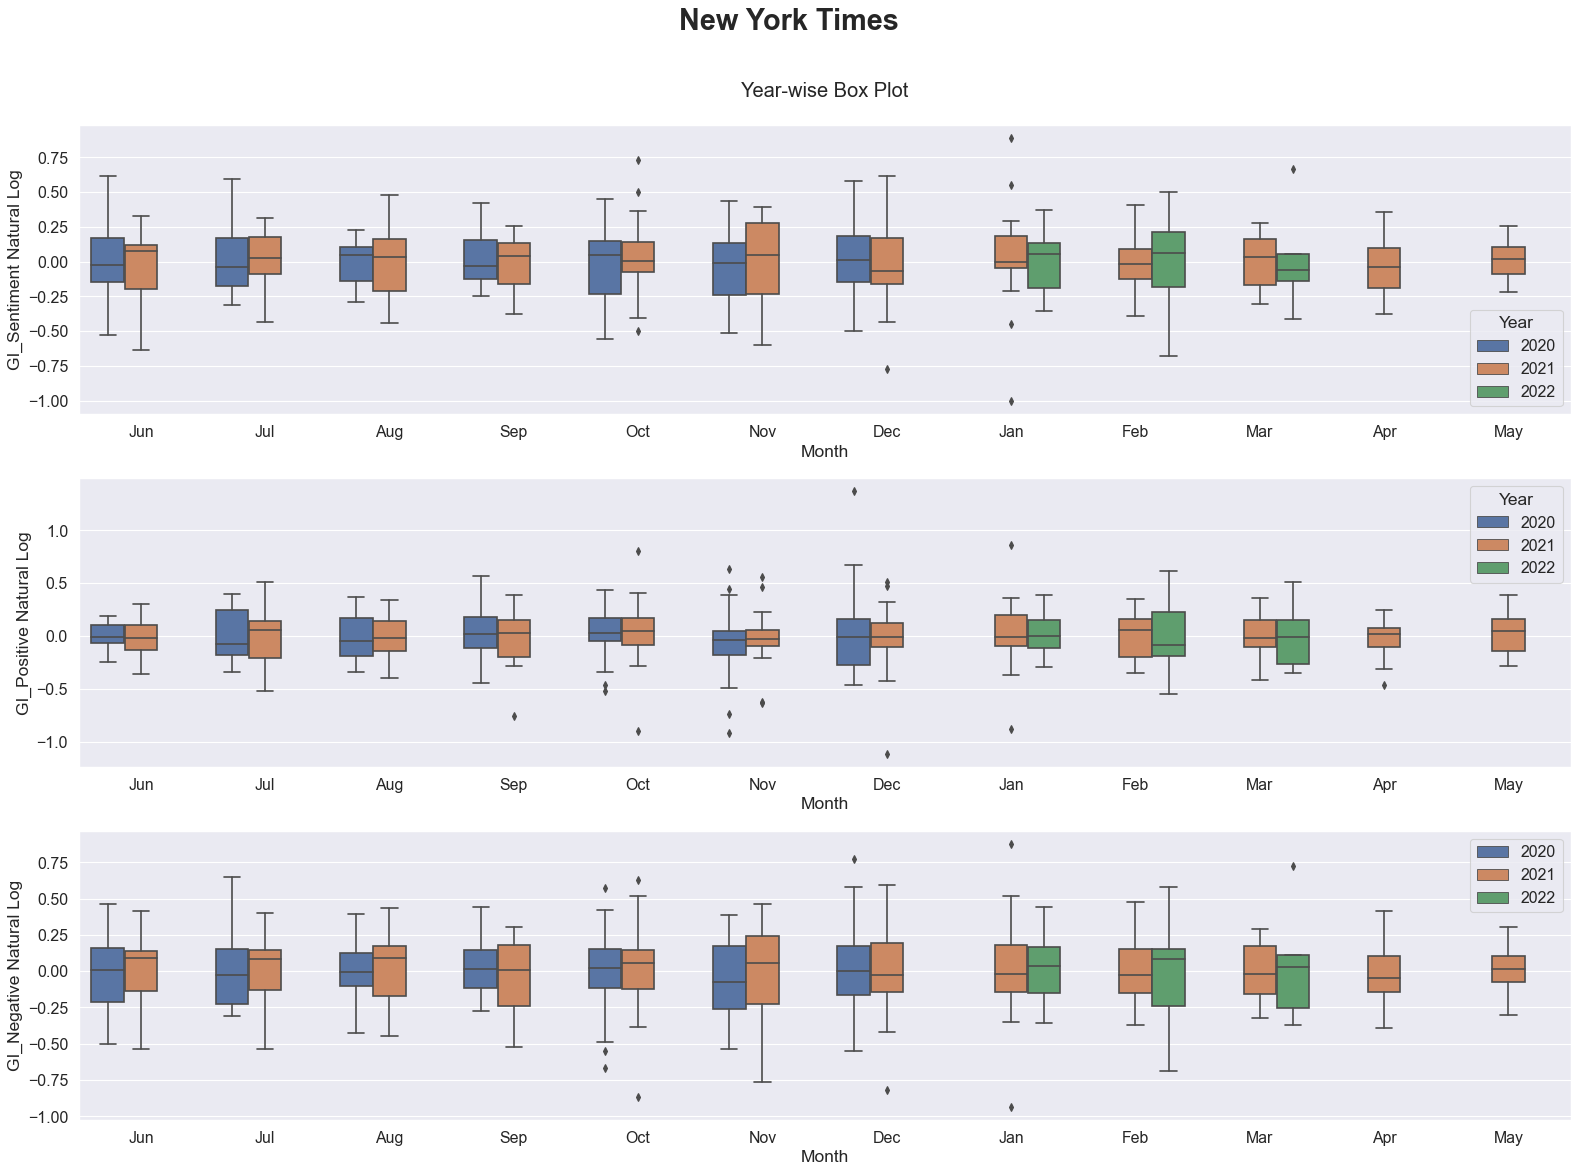 New York Times
Year-wise Box Plot
GI_Sentiment Natural Log
0.75
0.50
0.25
0.00
−0.25
−0.50
−0.75
−1.00
Year
2020
2021
2022
Jun Jul Aug Sep Oct Nov Dec Jan Feb Mar Apr May
Month
GI_Positive Natural Log
1.0
0.5
0.0
−0.5
−1.0
Year
2020
2021
2022
Jun Jul Aug Sep Oct Nov Dec Jan Feb Mar Apr May
Month
GI_Negative Natural Log
0.75
0.50
0.25
0.00
−0.25
−0.50
−0.75
−1.00
2020
2021
2022
Jun Jul Aug Sep Oct Nov Dec Jan Feb Mar Apr May
Month